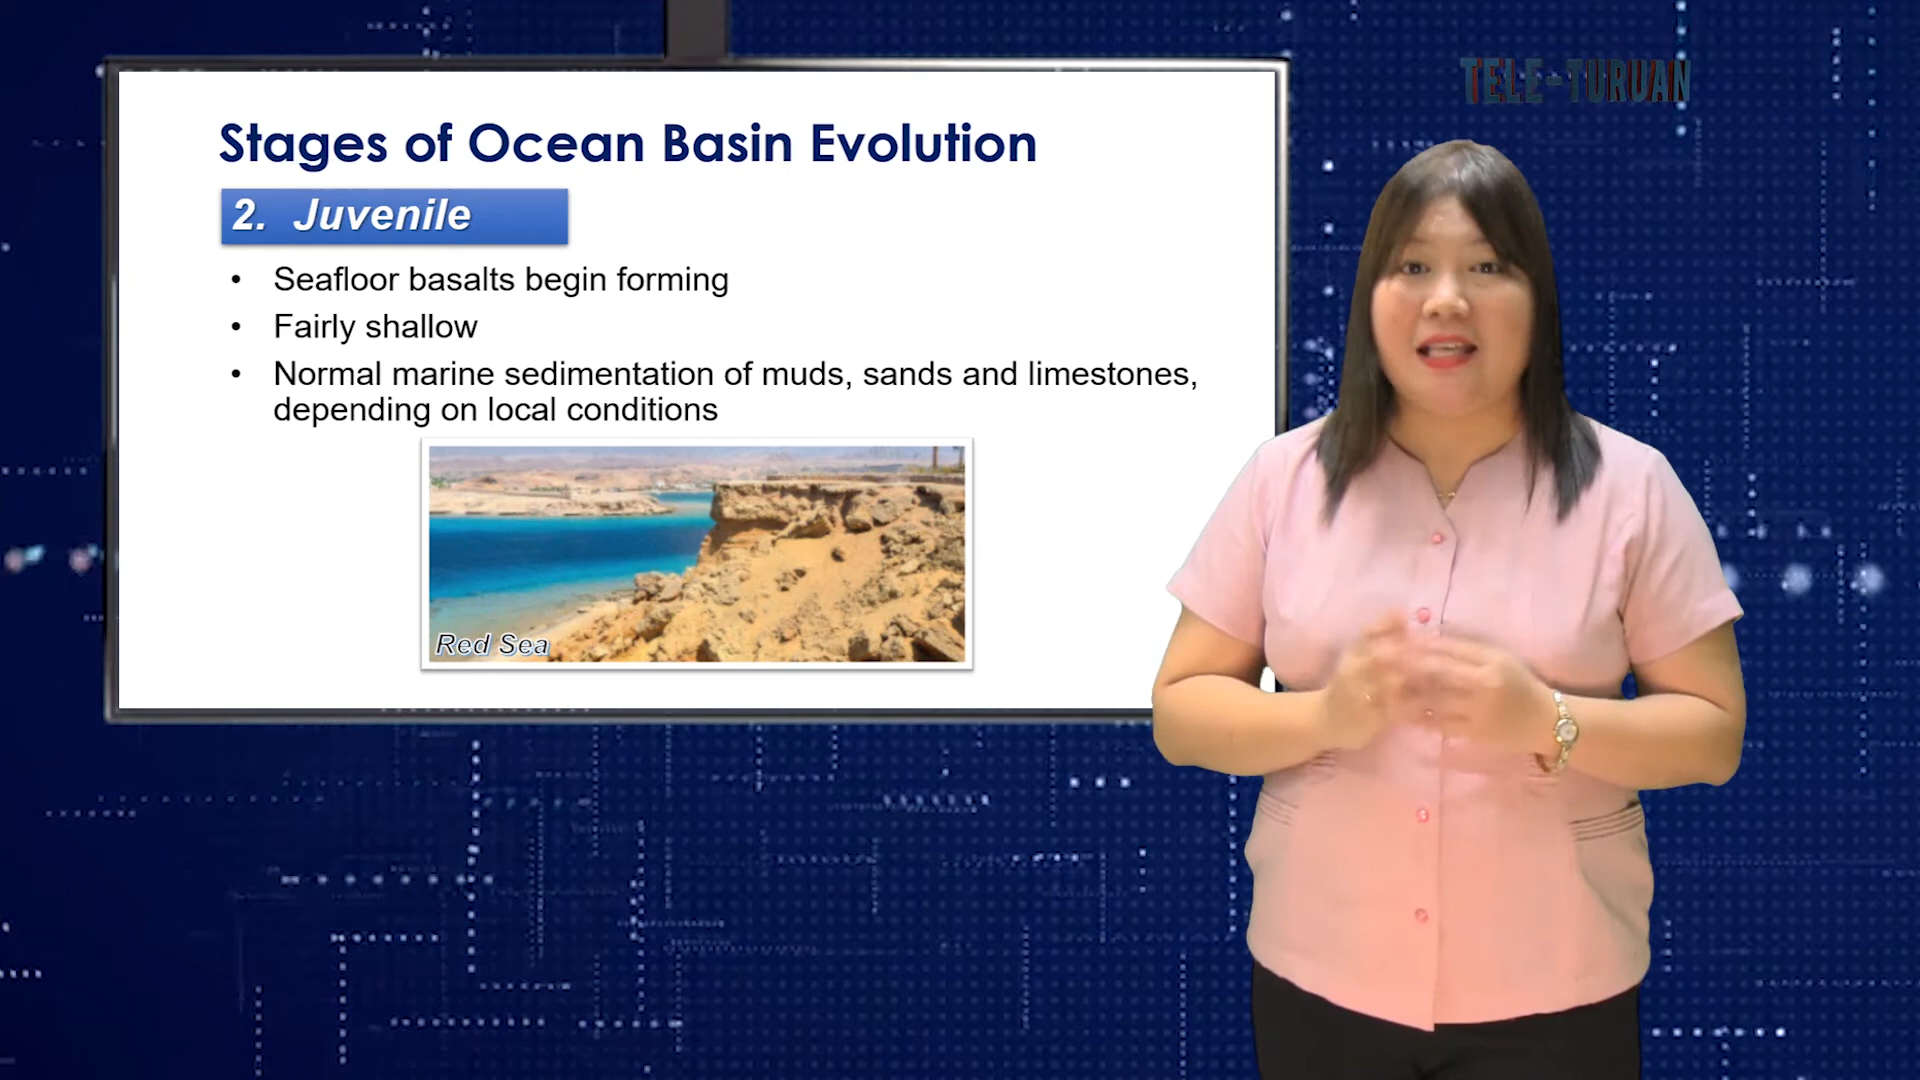 TELE-TURUAN
Stages of Ocean Basin Evolution
2. Juvenile
• Seafloor basalts begin forming
• Fairly shallow
• Normal marine sedimentation of muds, sands and limestones,
depending on local conditions
Red Sea